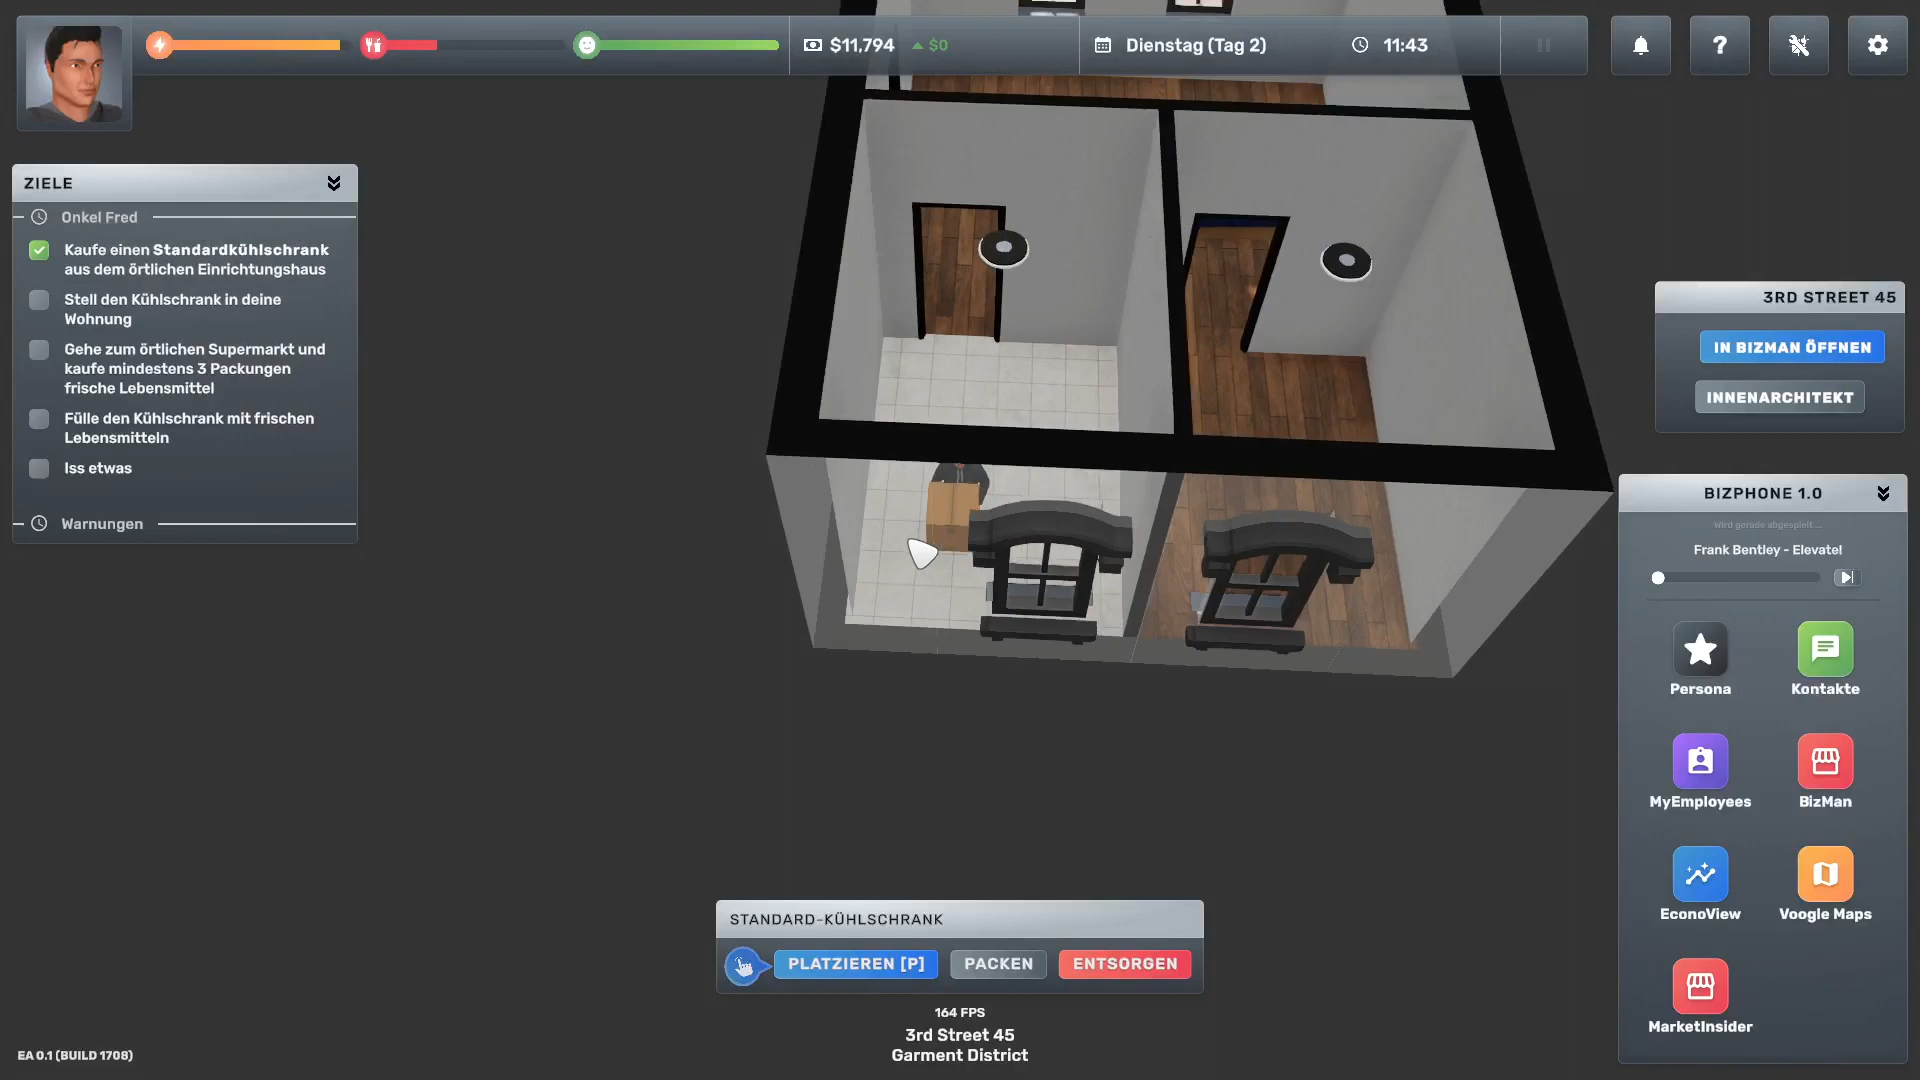 $11,794
$0
Dienstag (Tag 2)
11:43
?
ZIELE
Onkel Fred
Kaufe einen Standardkühlschrank
aus dem örtlichen Einrichtungshaus
Stell den Kühlschrank in deine
Wohnung
Gehe zum örtlichen Supermarkt und
kaufe mindestens 3 Packungen
frische Lebensmittel
Fülle den Kühlschrank mit frischen
Lebensmitteln
Iss etwas
Warnungen
3RD STREET 45
IN BIZMAN ÖFFNEN
INNENARCHITEKT
BIZPHONE 1.0
Wird gerade abgespielt ...
Frank Bentley - Elevatel
Persona
Kontakte
MyEmployees
BizMan
EconoView
Voogle Maps
MarketInsider
STANDARD-KÜHLSCHRANK
PLATZIEREN [P]
PACKEN
ENTSORGEN
164 FPS
3rd Street 45
Garment District
EA 0.1 (BUILD 1708)